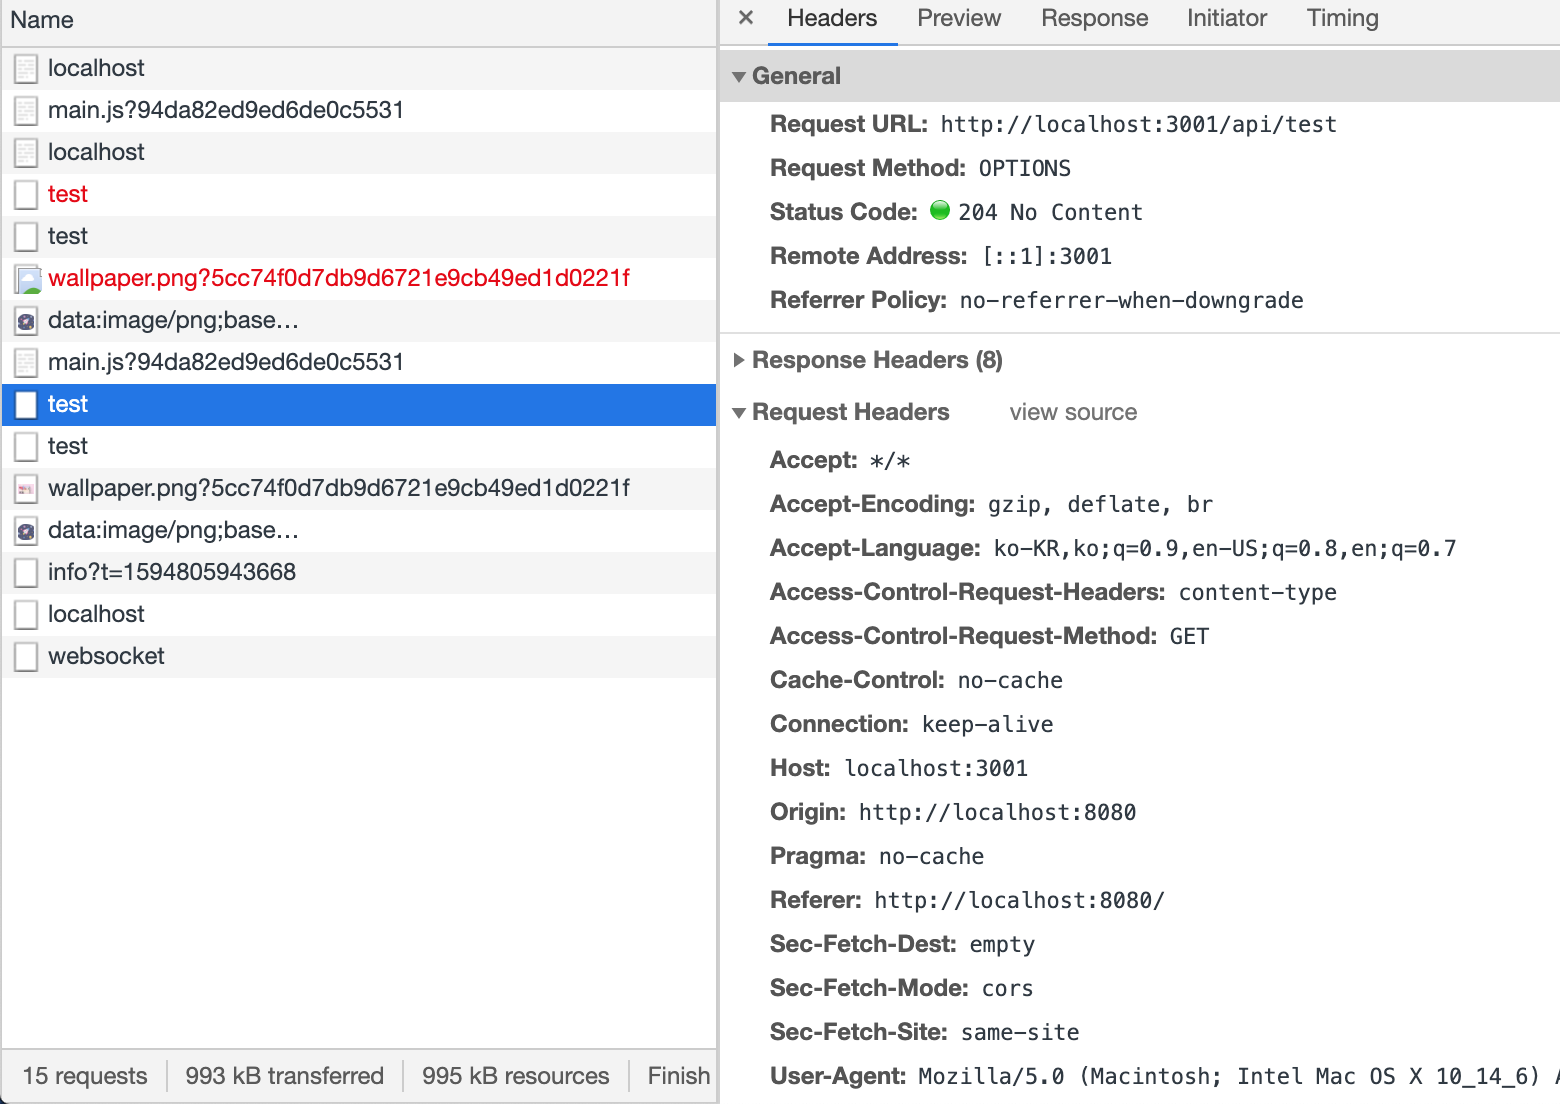 Name
localhost
main.js?94da82ed9ed6de0c5531
localhost
test
test
wallpaper.png?5cc74f0d7db9d6721e9cb49ed1d0221f
data:image/png;base…
main.js?94da82ed9ed6de0c5531
test
test
wallpaper.png?5cc74f0d7db9d6721e9cb49ed1d0221f
data:image/png;base…
info?t=1594805943668
localhost
websocket
15 requests 993 kB transferred 995 kB resources Finish
× Headers Preview Response Initiator Timing
General
Request URL: http://localhost:3001/api/test
Request Method: OPTIONS
Status Code: 204 No Content
Remote Address: [::1]:3001
Referrer Policy: no-referrer-when-downgrade
Response Headers (8)
Request Headers view source
Accept: */*
Accept-Encoding: gzip, deflate, br
Accept-Language: ko-KR,ko;q=0.9,en-US;q=0.8,en;q=0.7
Access-Control-Request-Headers: content-type
Access-Control-Request-Method: GET
Cache-Control: no-cache
Connection: keep-alive
Host: localhost:3001
Origin: http://localhost:8080
Pragma: no-cache
Referer: http://localhost:8080/
Sec-Fetch-Dest: empty
Sec-Fetch-Mode: cors
Sec-Fetch-Site: same-site
User-Agent: Mozilla/5.0 (Macintosh; Intel Mac OS X 10_14_6)